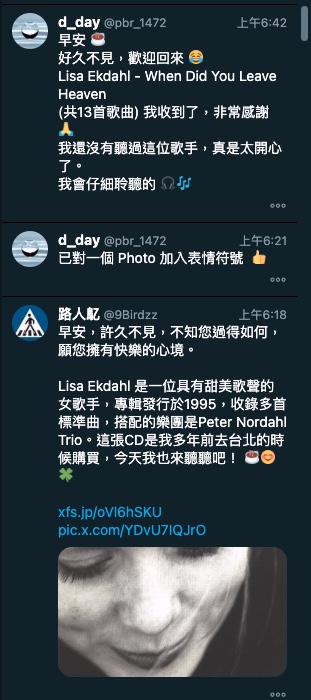 d_day @pbr_1472 上午6:42
早安 ☕
好久不見，歡迎回來 😂
Lisa Ekdahl - When Did You Leave
Heaven
(共13首歌曲) 我收到了，非常感謝
🙏
我還沒有聽過這位歌手，真是太開心
了。
我會仔細聆聽的 🎧🎶
d_day @pbr_1472 上午6:21
已對一個 Photo 加入表情符號 👍
路人虰 @9Birdzz 上午6:18
早安，許久不見，不知您過得如何，
願您擁有快樂的心境。
Lisa Ekdahl 是一位具有甜美歌聲的
女歌手，專輯發行於1995，收錄多首
標準曲，搭配的樂團是Peter Nordahl
Trio。這張CD是我多年前去台北的時
候購買，今天我也來聽聽吧！ ☕😊
🍀
xfs.jp/oVl6hSKU
pic.x.com/YDvU7lQJrO